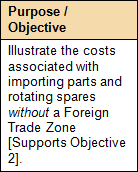 Purpose /
Objective
Illustrate the costs
associated with
importing parts and
rotating spares
without a Foreign
Trade Zone
[Supports Objective
2].